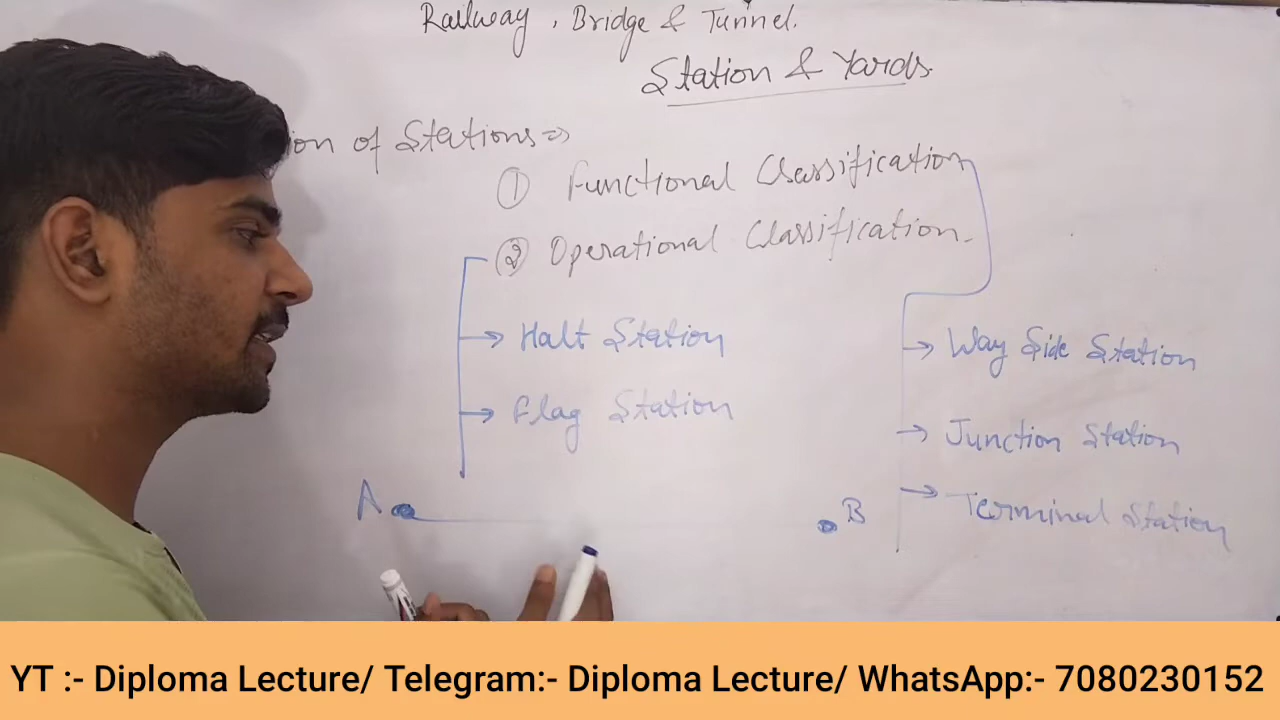 Railway, Bridge & Tunnel.
Station & Yards.
ion of Stations ⇒
① Functional Classification
② Operational Classification.
→ Halt Station
→ Flag Station
→ Way Side Station
→ Junction Station
→ Terminal Station
A B
YT :- Diploma Lecture/ Telegram:- Diploma Lecture/ WhatsApp:- 7080230152